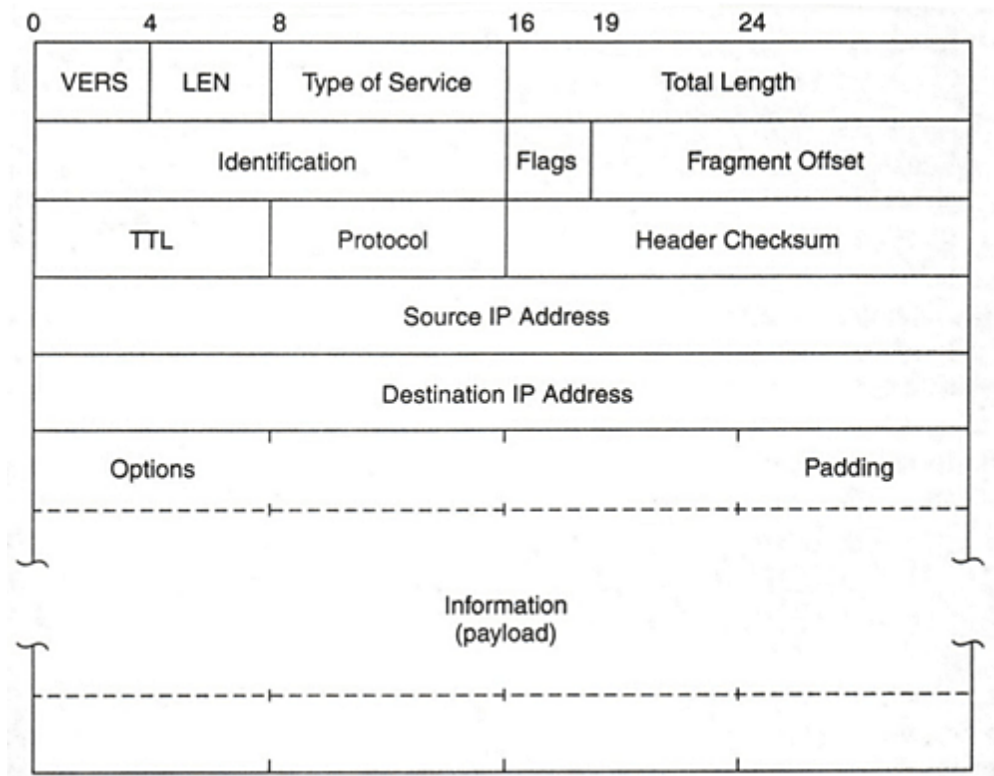 0 4 8 16 19 24
VERS LEN Type of Service Total Length
Identification Flags Fragment Offset
TTL Protocol Header Checksum
Source IP Address
Destination IP Address
Options Padding
Information
(payload)